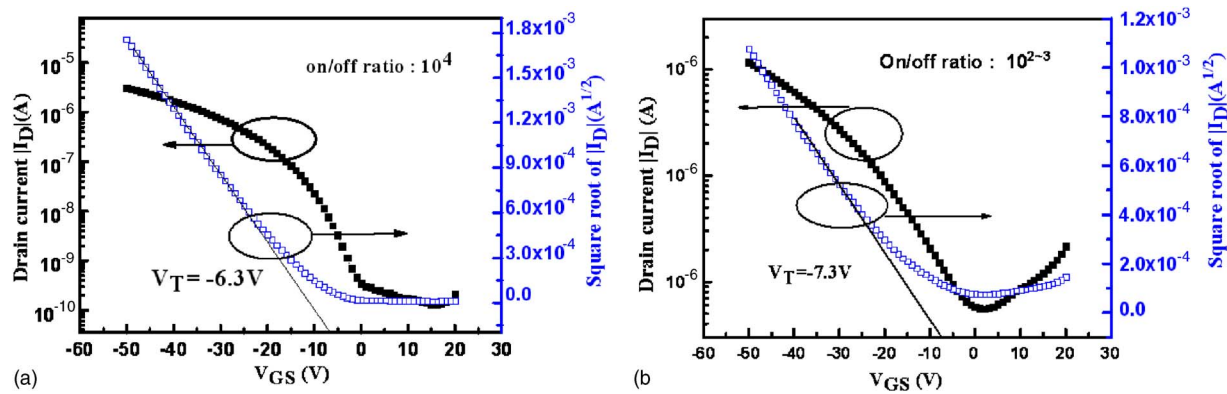 (a)
Drain current |I_D|(A)
10^-5
10^-6
10^-7
10^-8
10^-9
10^-10
on/off ratio : 10^4
V_T= -6.3V
-60 -50 -40 -30 -20 -10 0 10 20 30
V_GS (V)
1.8x10^-3
1.5x10^-3
1.2x10^-3
9.0x10^-4
6.0x10^-4
3.0x10^-4
0.0
Square root of |I_D|(A^1/2)
(b)
Drain current |I_D| (A)
10^-6
10^-6
10^-6
On/off ratio : 10^2~3
V_T=-7.3V
-60 -50 -40 -30 -20 -10 0 10 20 30
V_GS (V)
1.2x10^-3
1.0x10^-3
8.0x10^-4
6.0x10^-4
4.0x10^-4
2.0x10^-4
0.0
Square root of |I_D|(A^1/2)